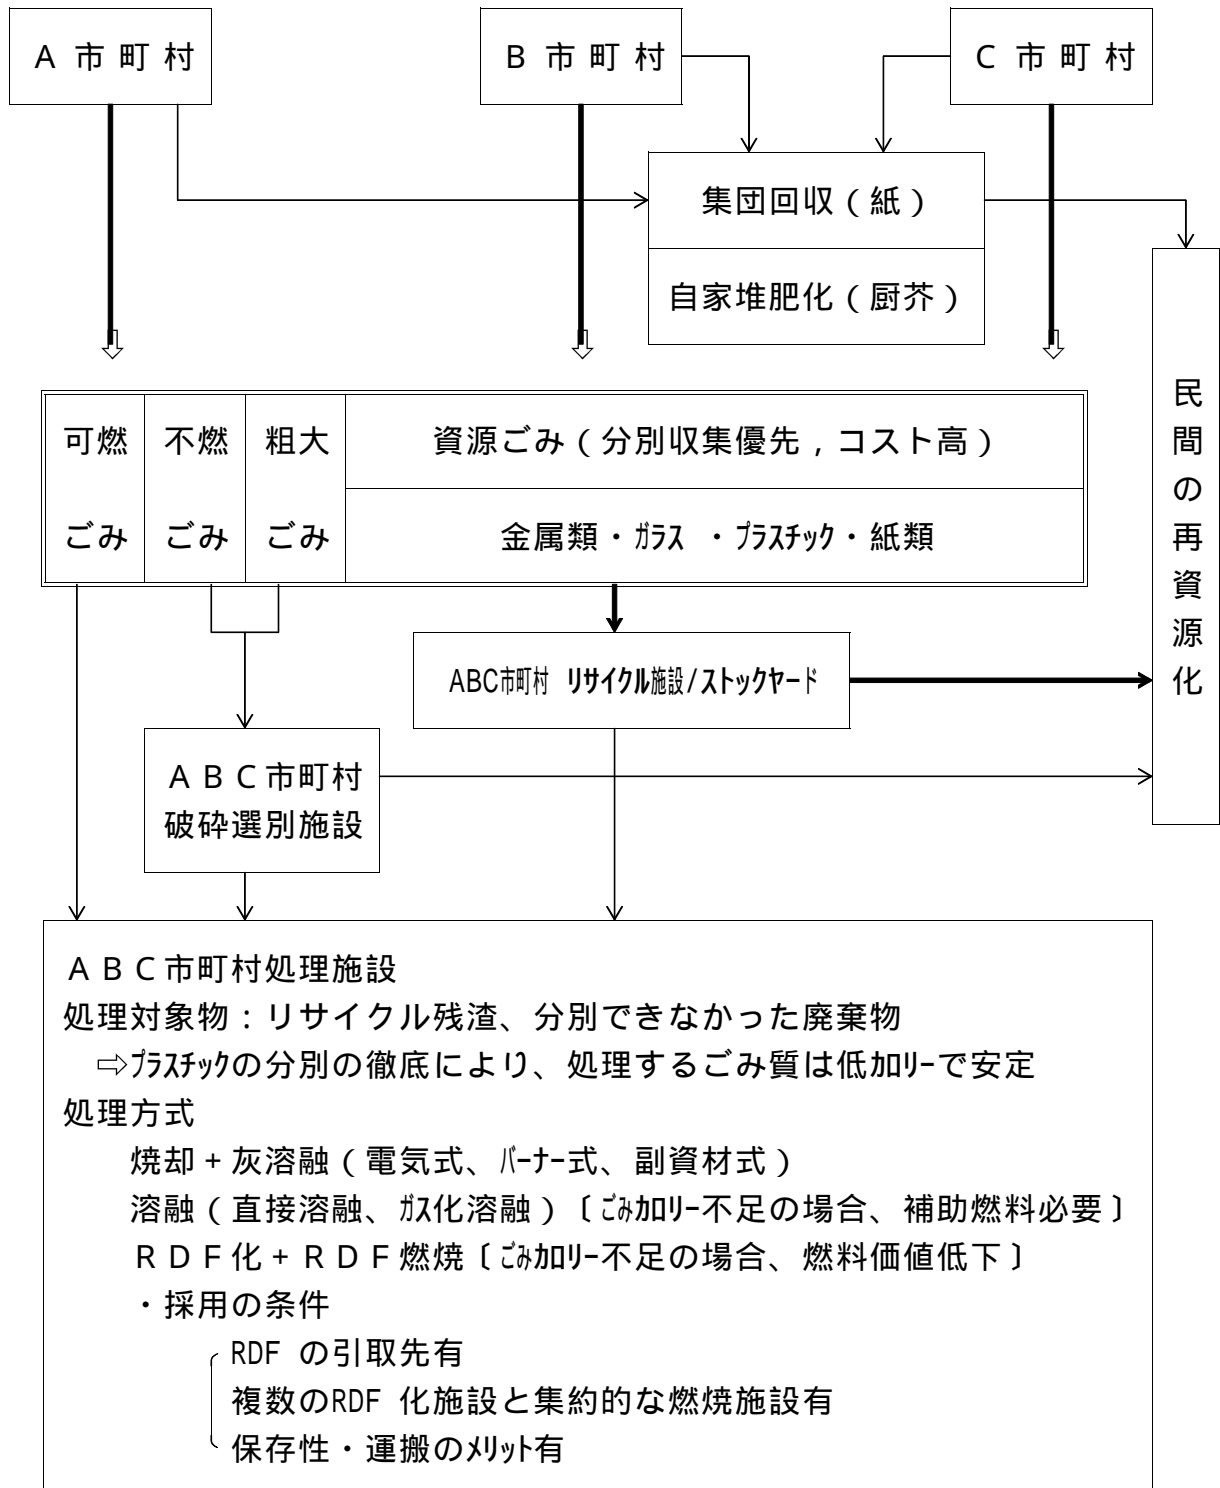 A 市 町 村
B 市 町 村
C 市 町 村
集団回収（紙）
自家堆肥化（厨芥）
可燃
ごみ
不燃
ごみ
粗大
ごみ
資源ごみ（分別収集優先，コスト高）
金属類・ガラス ・プラスチック・紙類
民間の再資源化
ABC市町村 リサイクル施設/ストックヤード
ＡＢＣ市町村
破砕選別施設
ＡＢＣ市町村処理施設
処理対象物：リサイクル残渣、分別できなかった廃棄物
⇨プラスチックの分別の徹底により、処理するごみ質は低カロリーで安定
処理方式
焼却＋灰溶融（電気式、バーナー式、副資材式）
溶融（直接溶融、ガス化溶融）〔ごみカロリー不足の場合、補助燃料必要〕
ＲＤＦ化＋ＲＤＦ燃焼〔ごみカロリー不足の場合、燃料価値低下〕
・採用の条件
RDF の引取先有
複数のRDF 化施設と集約的な燃焼施設有
保存性・運搬のメリット有